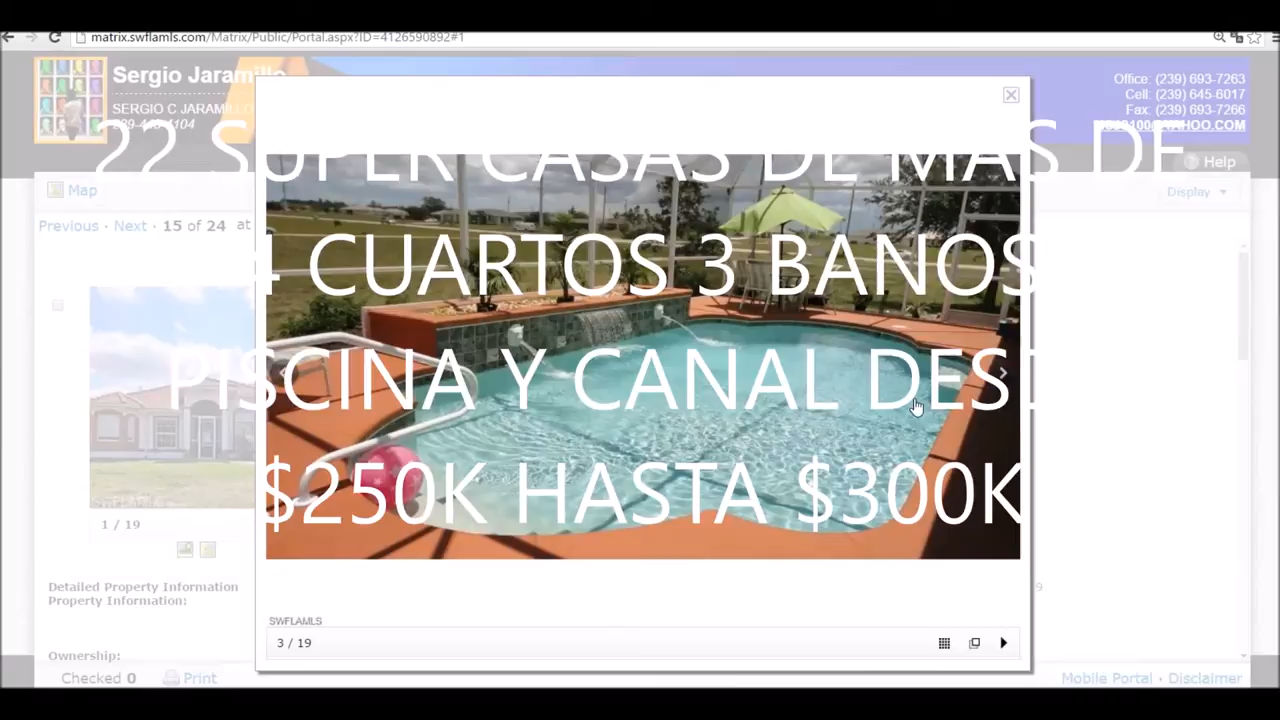 matrix.swflamls.com/Matrix/Public/Portal.aspx?ID=4126590892#1
Sergio Jaramillo
SERGIO C JARAMILLO
Office: (239) 693-7263
Cell: (239) 645-6017
Fax: (239) 693-7266
@YAHOO.COM
Help
Map
Display
Previous · Next · 15 of 24 at
22 SUPER CASAS DE MAS DE
4 CUARTOS 3 BANOS
PISCINA Y CANAL DESD
$250K HASTA $300K
1 / 19
Detailed Property Information
Property Information:
SWFLAMLS
3 / 19
Ownership:
Checked 0
Print
Mobile Portal · Disclaimer